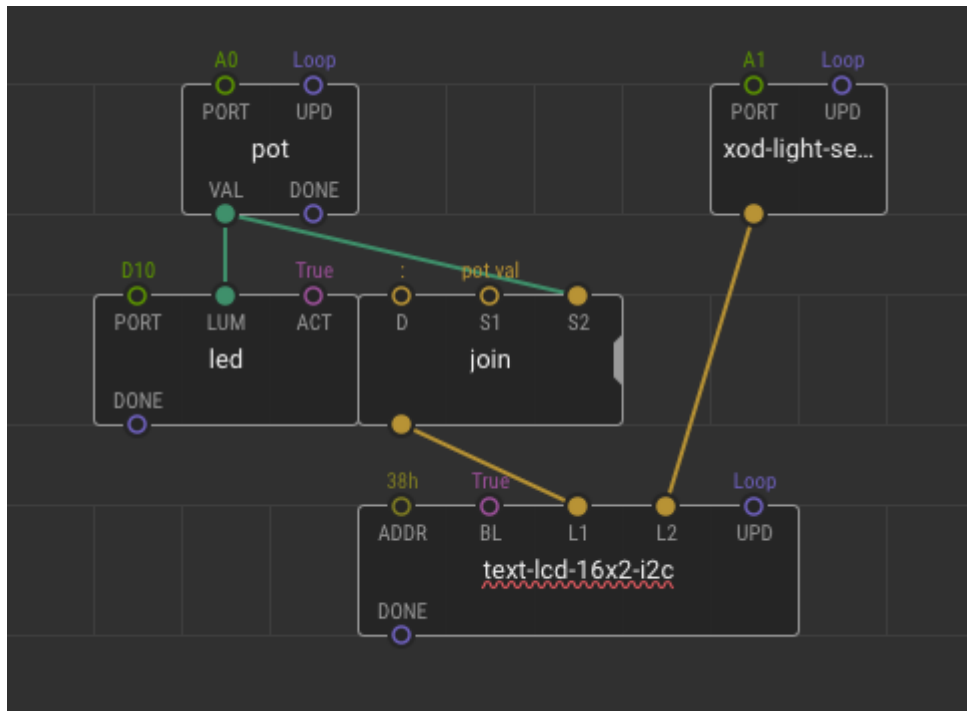 A0 Loop A1 Loop
PORT UPD PORT UPD
pot xod-light-se...
VAL DONE
D10 True : pot val
PORT LUM ACT D S1 S2
led join
DONE
38h True Loop
ADDR BL L1 L2 UPD
text-lcd-16x2-i2c
DONE